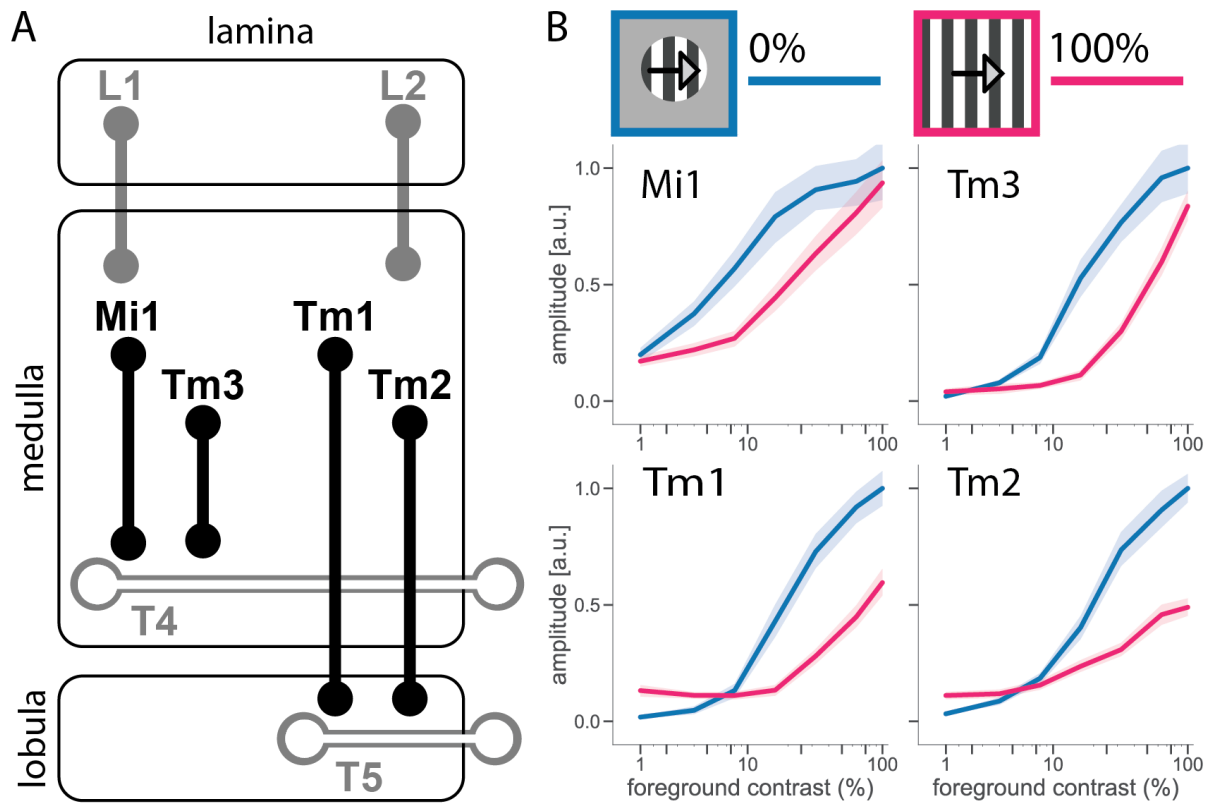 A
lamina
L1
L2
medulla
Mi1
Tm1
Tm3
Tm2
T4
lobula
T5
B
0%
100%
amplitude [a.u.]
1.0
0.5
0.0
Mi1
1
10
100
Tm3
1
10
100
amplitude [a.u.]
1.0
0.5
0.0
Tm1
1
10
100
foreground contrast (%)
Tm2
1
10
100
foreground contrast (%)